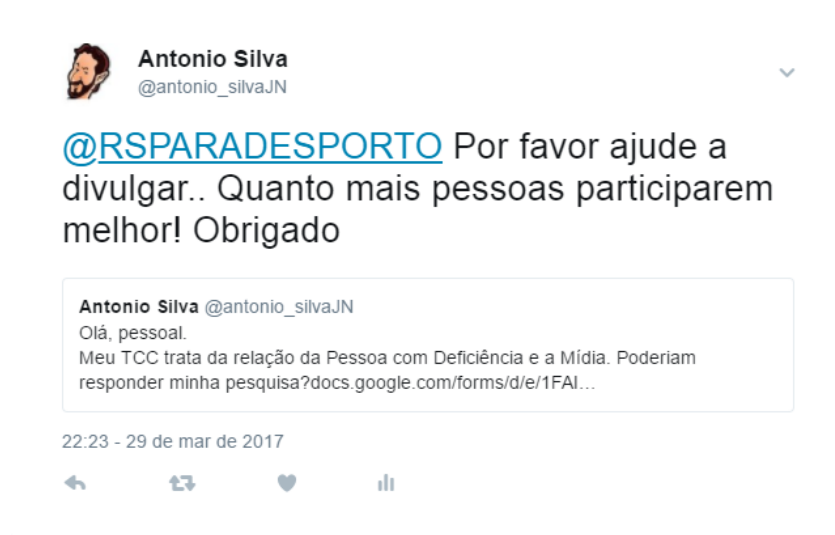 Antonio Silva
@antonio_silvaJN
@RSPARADESPORTO Por favor ajude a
divulgar.. Quanto mais pessoas participarem
melhor! Obrigado
Antonio Silva @antonio_silvaJN
Olá, pessoal.
Meu TCC trata da relação da Pessoa com Deficiência e a Mídia. Poderiam
responder minha pesquisa?docs.google.com/forms/d/e/1FAI...
22:23 - 29 de mar de 2017